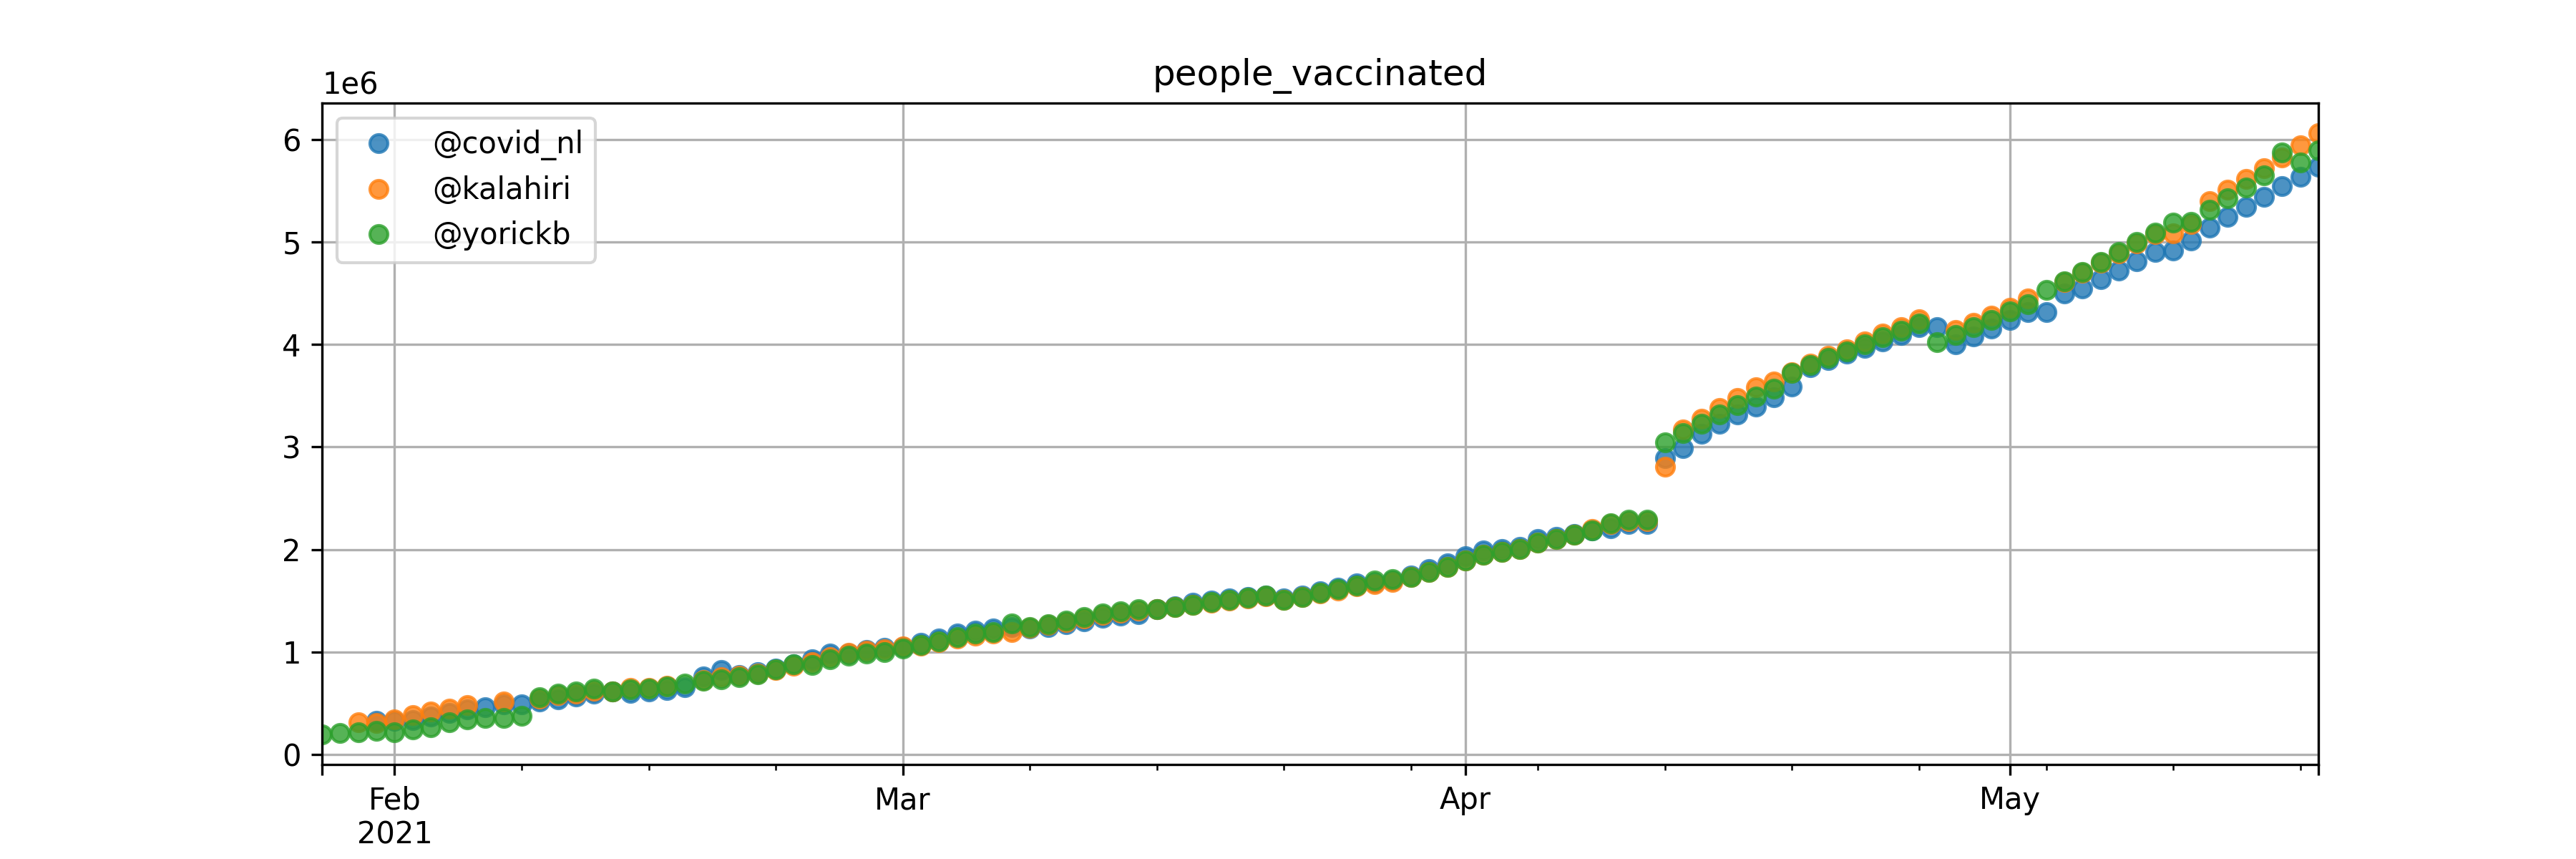 people_vaccinated
1e6
6
5
4
3
2
1
0
@covid_nl
@kalahiri
@yorickb
Feb
2021
Mar
Apr
May